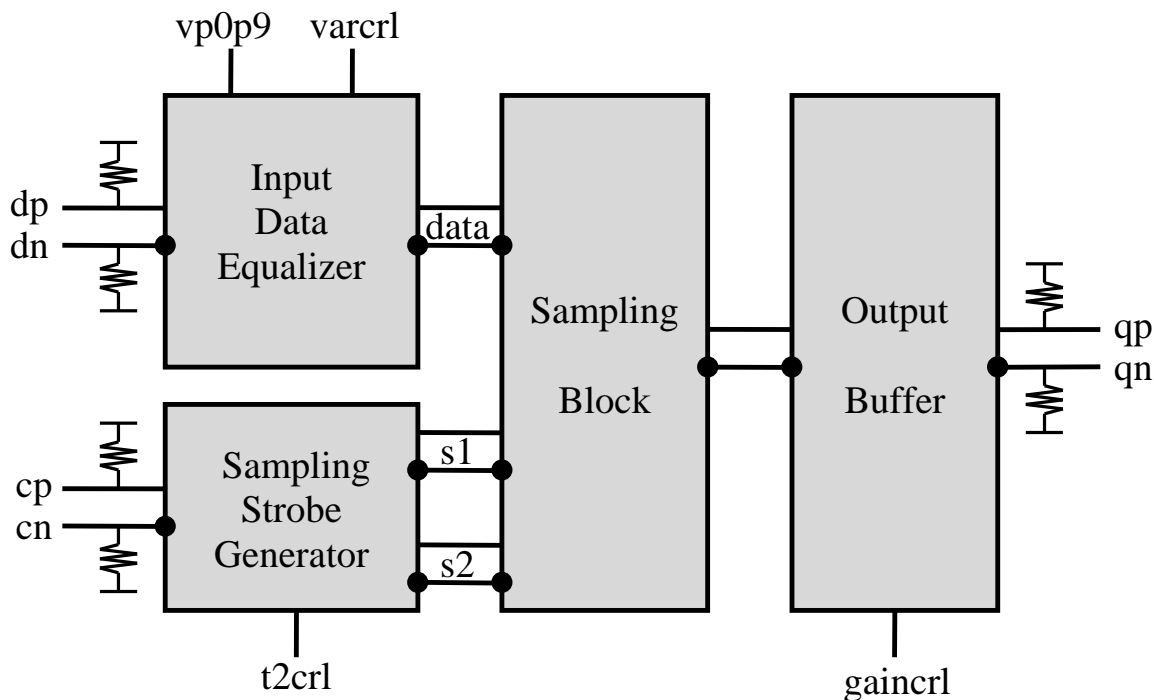 vp0p9
varcrl
Input
Data
Equalizer
dp
dn
data
Sampling
Block
Output
Buffer
qp
qn
cp
cn
Sampling
Strobe
Generator
s1
s2
t2crl
gaincrl